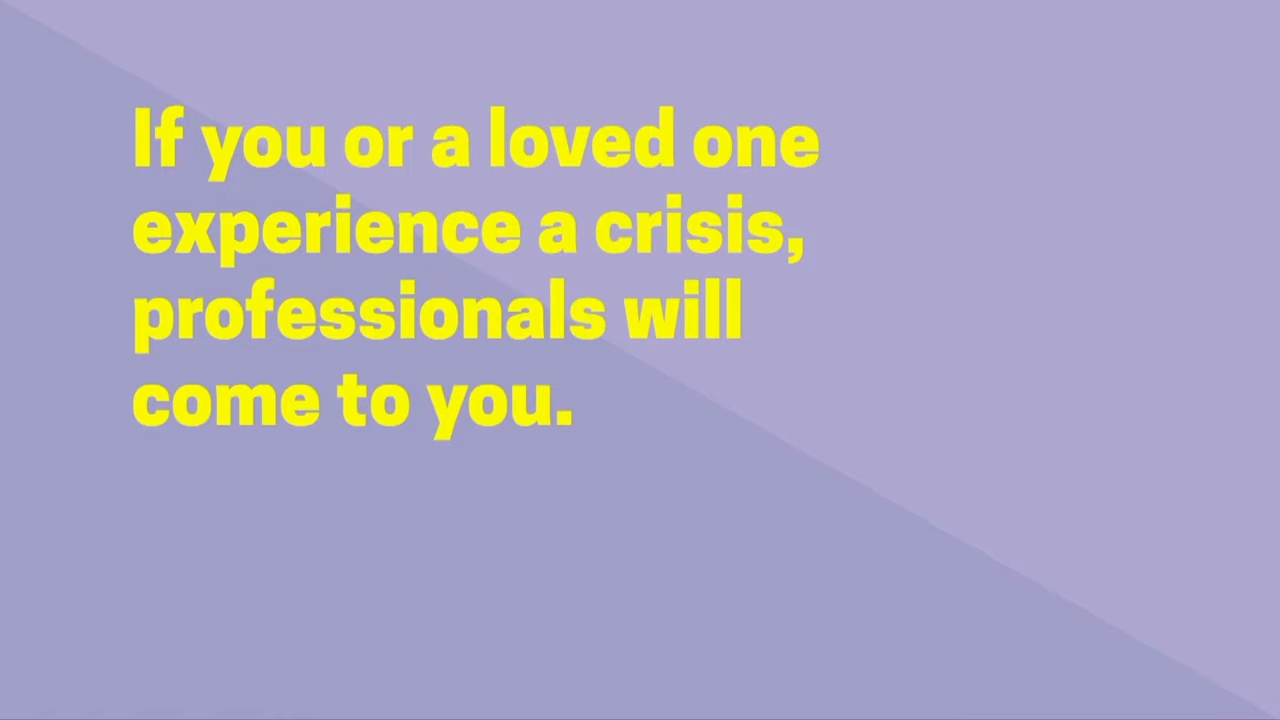 If you or a loved one
experience a crisis,
professionals will
come to you.